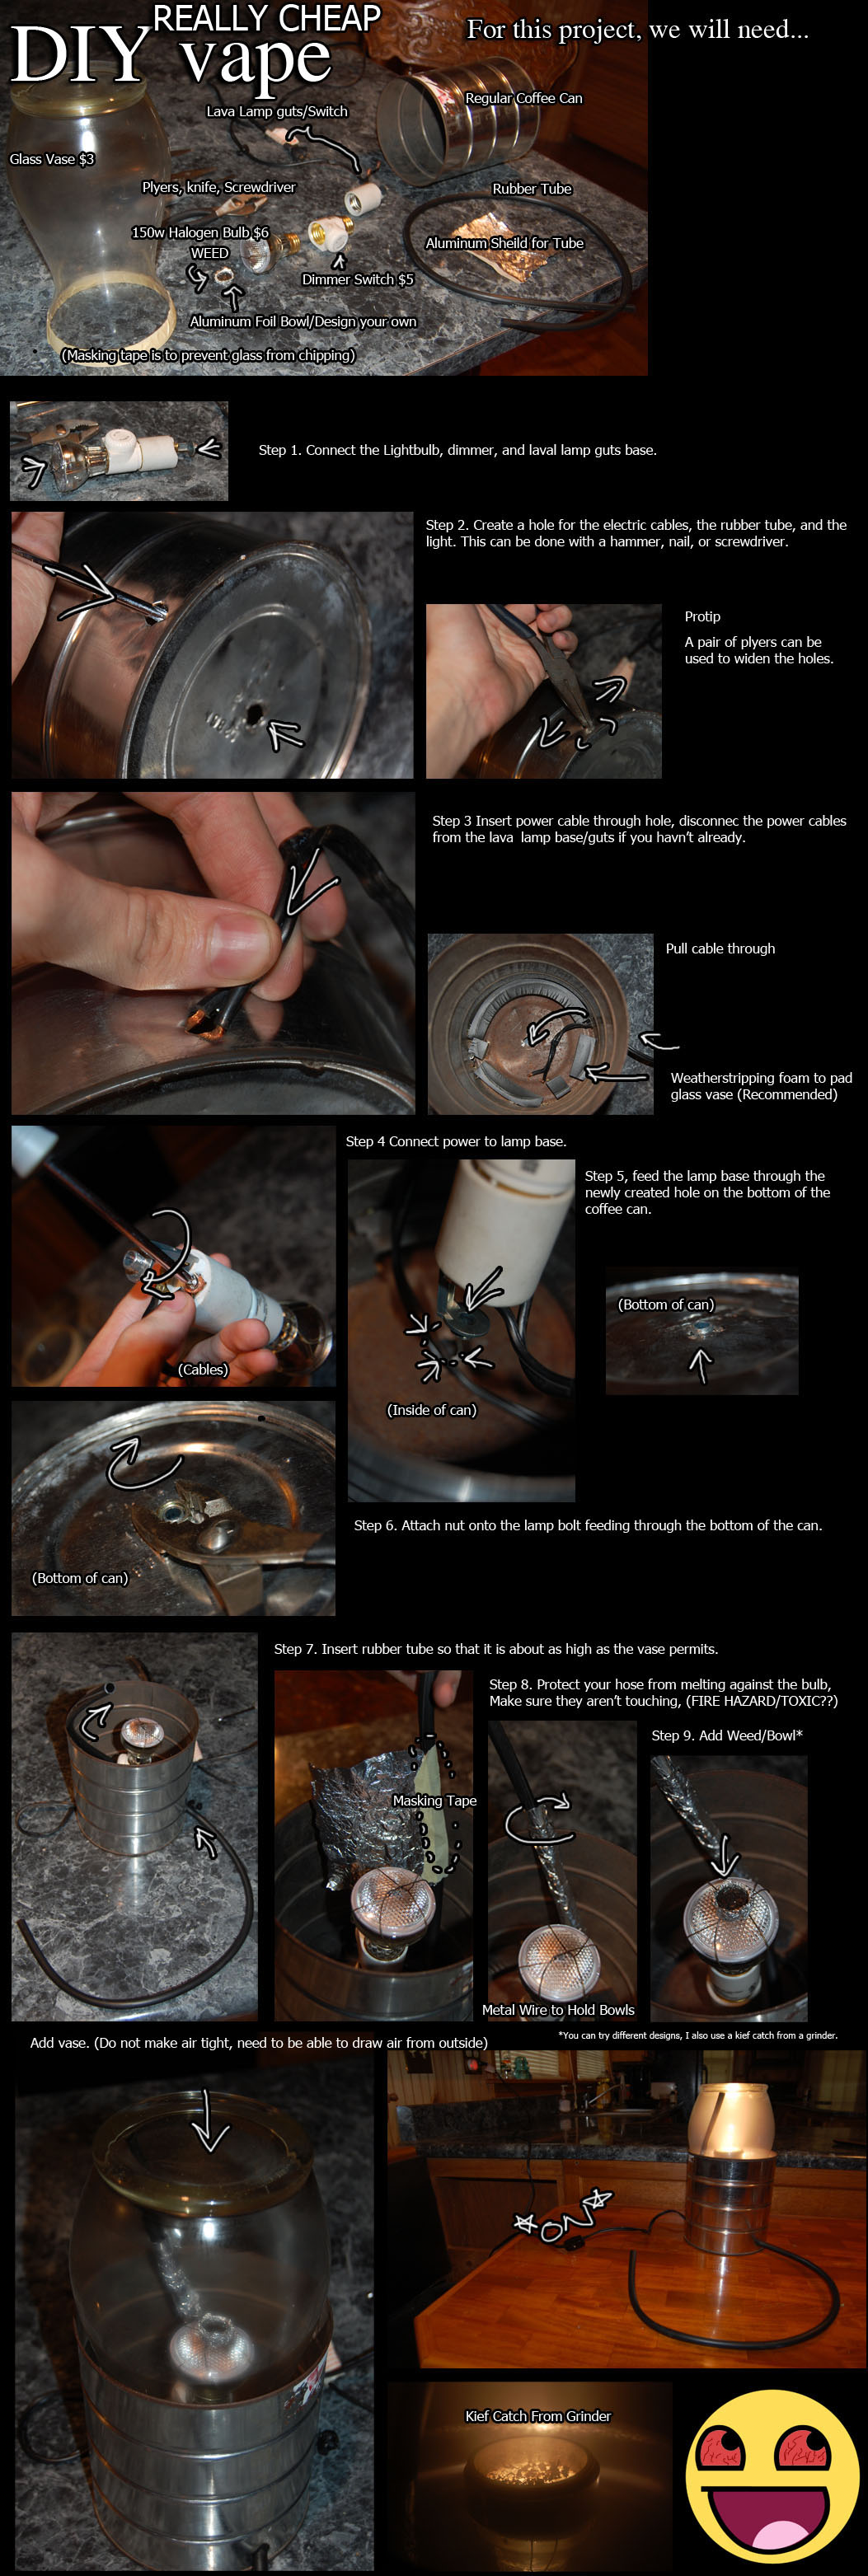 REALLY CHEAP
DIY vape
For this project, we will need...
Lava Lamp guts/Switch
Regular Coffee Can
Glass Vase $3
Plyers, knife, Screwdriver
Rubber Tube
150w Halogen Bulb $6
WEED
Aluminum Sheild for Tube
Dimmer Switch $5
Aluminum Foil Bowl/Design your own
(Masking tape is to prevent glass from chipping)
Step 1. Connect the Lightbulb, dimmer, and laval lamp guts base.
Step 2. Create a hole for the electric cables, the rubber tube, and the
light. This can be done with a hammer, nail, or screwdriver.
Protip
A pair of plyers can be
used to widen the holes.
Step 3 Insert power cable through hole, disconnec the power cables
from the lava lamp base/guts if you havn't already.
Pull cable through
Weatherstripping foam to pad
glass vase (Recommended)
Step 4 Connect power to lamp base.
(Cables)
Step 5, feed the lamp base through the
newly created hole on the bottom of the
coffee can.
(Bottom of can)
(Inside of can)
Step 6. Attach nut onto the lamp bolt feeding through the bottom of the can.
(Bottom of can)
Step 7. Insert rubber tube so that it is about as high as the vase permits.
Step 8. Protect your hose from melting against the bulb,
Make sure they aren't touching, (FIRE HAZARD/TOXIC??)
Masking Tape
Step 9. Add Weed/Bowl*
Metal Wire to Hold Bowls
*You can try different designs, I also use a kief catch from a grinder.
Add vase. (Do not make air tight, need to be able to draw air from outside)
ON
Kief Catch From Grinder